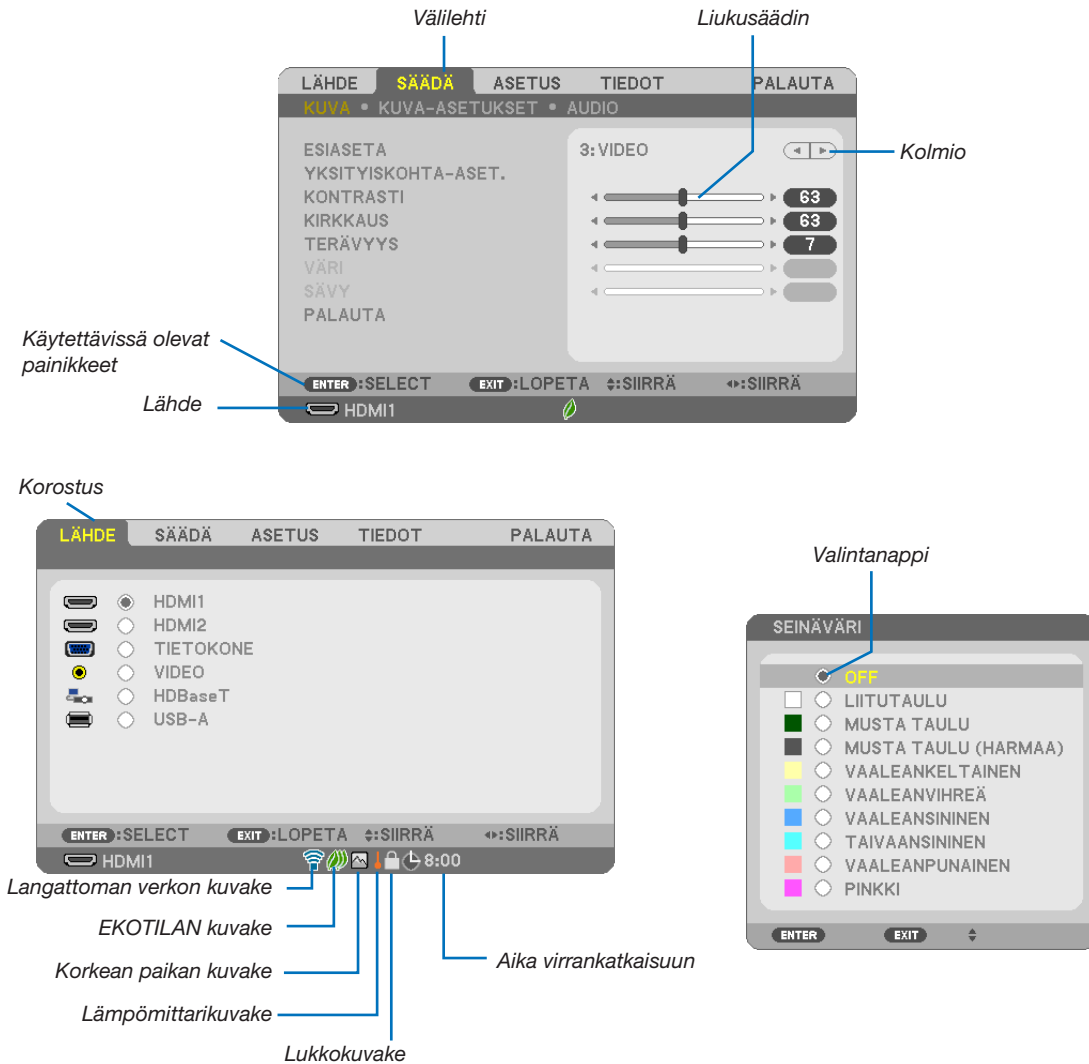 Välilehti
Liukusäädin
LÄHDE SÄÄDÄ ASETUS TIEDOT PALAUTA
KUVA • KUVA-ASETUKSET • AUDIO
ESIASETA 3:VIDEO
Kolmio
YKSITYISKOHTA-ASET.
KONTRASTI 63
KIRKKAUS 63
TERÄVYYS 7
VÄRI
SÄVY
PALAUTA
Käytettävissä olevat
painikkeet
ENTER:SELECT EXIT:LOPETA :SIIRRÄ :SIIRRÄ
Lähde
HDMI1
Korostus
LÄHDE SÄÄDÄ ASETUS TIEDOT PALAUTA
HDMI1
HDMI2
TIETOKONE
VIDEO
HDBaseT
USB-A
ENTER:SELECT EXIT:LOPETA :SIIRRÄ :SIIRRÄ
HDMI1 8:00
Langattoman verkon kuvake
EKOTILAN kuvake
Korkean paikan kuvake
Lämpömittarikuvake
Lukkokuvake
Aika virrankatkaisuun
Valintanappi
SEINÄVÄRI
OFF
LIITUTAULU
MUSTA TAULU
MUSTA TAULU (HARMAA)
VAALEANKELTAINEN
VAALEANVIHREÄ
VAALEANSININEN
TAIVAANSININEN
VAALEANPUNAINEN
PINKKI
ENTER EXIT